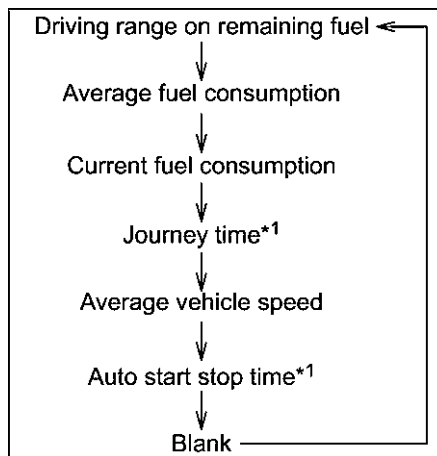 Driving range on remaining fuel
Average fuel consumption
Current fuel consumption
Journey time*1
Average vehicle speed
Auto start stop time*1
Blank